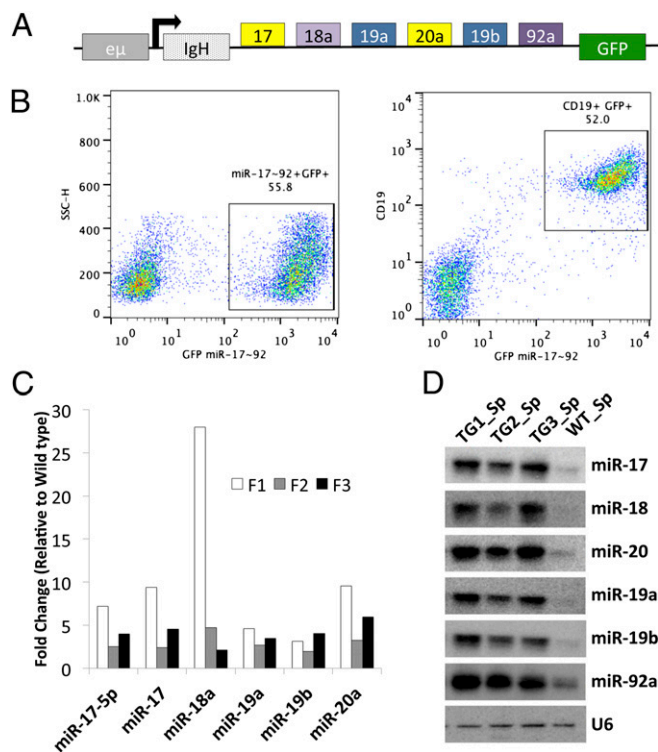 A
eμ
IgH
17
18a
19a
20a
19b
92a
GFP
B
1.0K
800
600
400
200
0
SSC-H
miR-17~92+GFP+
55.8
10^0
10^1
10^2
10^3
10^4
GFP miR-17~92
CD19+ GFP+
52.0
10^4
10^3
10^2
10^1
10^0
CD19
10^0
10^1
10^2
10^3
10^4
GFP miR-17~92
C
Fold Change (Relative to Wild type)
30
25
20
15
10
5
0
F1
F2
F3
miR-17-5p
miR-17
miR-18a
miR-19a
miR-19b
miR-20a
D
TG1_Sp
TG2_Sp
TG3_Sp
WT_Sp
miR-17
miR-18
miR-20
miR-19a
miR-19b
miR-92a
U6